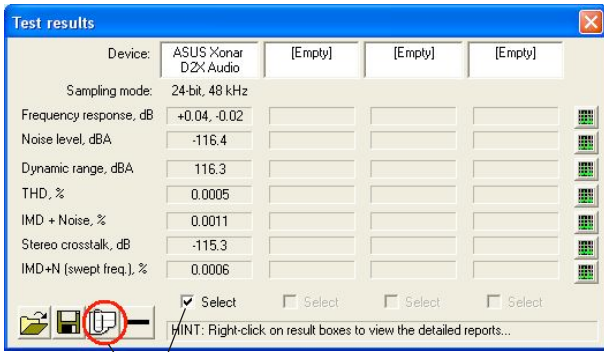 Test results
Device: ASUS Xonar D2X Audio [Empty] [Empty] [Empty]
Sampling mode: 24-bit, 48 kHz
Frequency response, dB +0.04, -0.02
Noise level, dBA -116.4
Dynamic range, dBA 116.3
THD, % 0.0005
IMD + Noise, % 0.0011
Stereo crosstalk, dB -115.3
IMD+N (swept freq.), % 0.0006
Select Select Select Select
HINT: Right-click on result boxes to view the detailed reports...